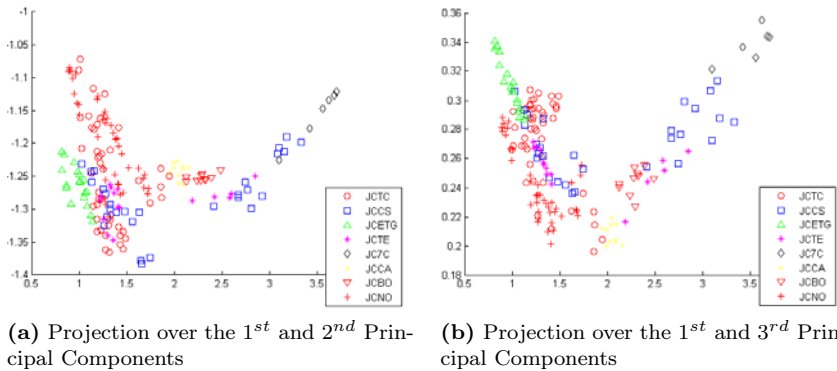 -1
-1.05
-1.1
-1.15
-1.2
-1.25
-1.3
-1.35
-1.4
0.5 1 1.5 2 2.5 3 3.5
JCTC
JCCS
JCETG
JCTE
JC7C
JCCA
JCBO
JCNO
0.36
0.34
0.32
0.3
0.28
0.26
0.24
0.22
0.2
0.18
0.5 1 1.5 2 2.5 3 3.5
JCTC
JCCS
JCETG
JCTE
JC7C
JCCA
JCBO
JCNO
(a) Projection over the 1st and 2nd Prin-
cipal Components
(b) Projection over the 1st and 3rd Prin
cipal Components